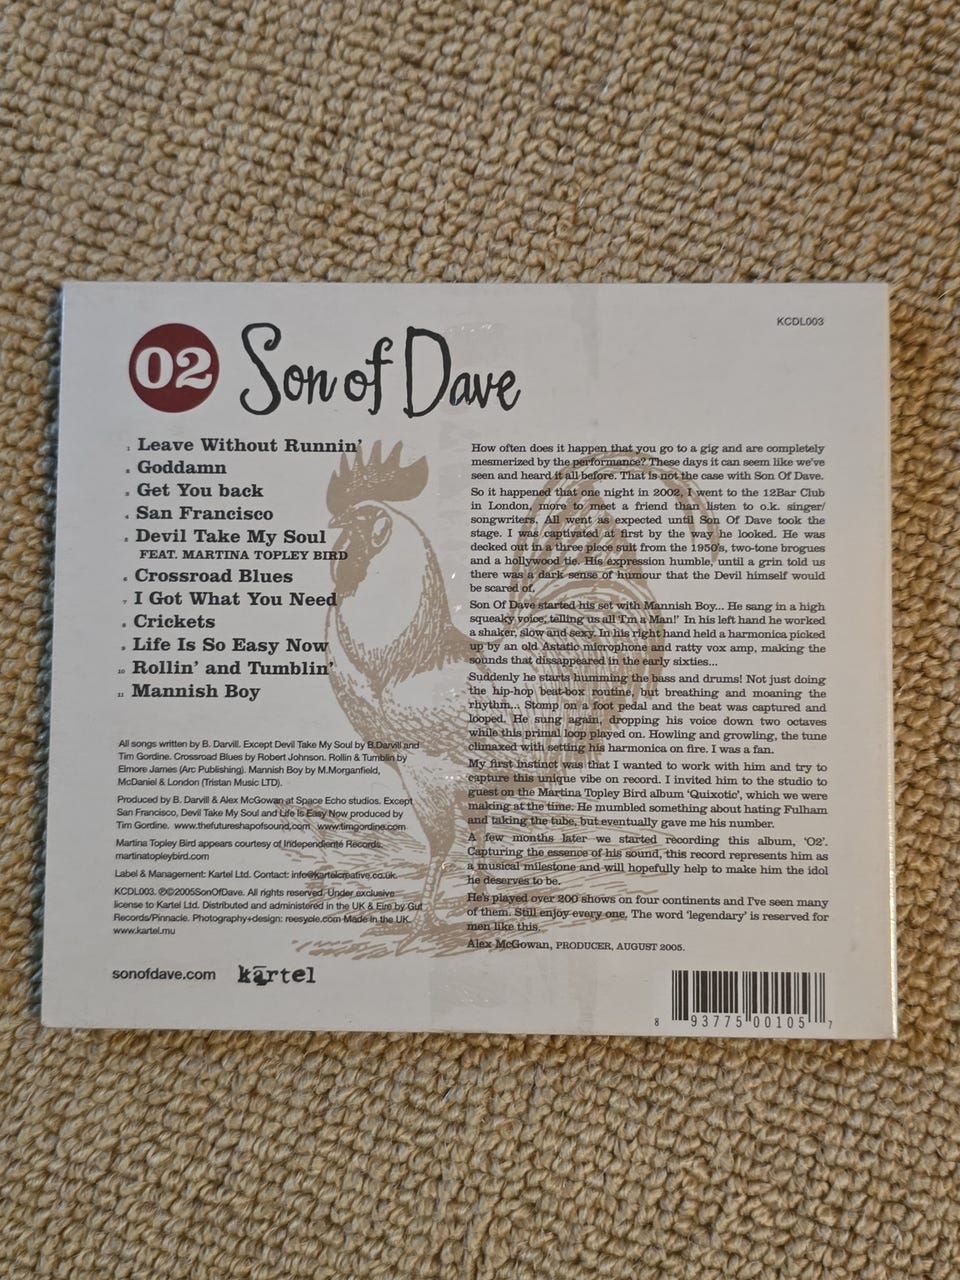 KCDL003
02 Son of Dave
1 Leave Without Runnin'
2 Goddamn
3 Get You back
4 San Francisco
5 Devil Take My Soul
FEAT. MARTINA TOPLEY BIRD
6 Crossroad Blues
7 I Got What You Need
8 Crickets
9 Life Is So Easy Now
10 Rollin' and Tumblin'
11 Mannish Boy
All songs written by B. Darvill. Except Devil Take My Soul by B.Darvill and
Tim Gordine. Crossroad Blues by Robert Johnson. Rollin & Tumblin by
Elmore James (Arc Publishing). Mannish Boy by M.Morganfield,
McDaniel & London (Tristan Music LTD).
Produced by B. Darvill & Alex McGowan at Space Echo studios. Except
San Francisco, Devil Take My Soul and Life Is Easy Now produced by
Tim Gordine. www.thefutureshapofsound.com www.timgordine.com
Martina Topley Bird appears courtesy of Independiente Records.
martinatopleybird.com
Label & Management: Kartel Ltd. Contact: info@kartelcreative.co.uk.
KCDL003. ℗©2005SonOfDave. All rights reserved. Under exclusive
license to Kartel Ltd. Distributed and administered in the UK & Eire by Gut
Records/Pinnacle. Photography+design: reesycle.com Made in the UK.
www.kartel.mu
sonofdave.com kartel
How often does it happen that you go to a gig and are completely
mesmerized by the performance? These days it can seem like we've
seen and heard it all before. That is not the case with Son Of Dave.
So it happened that one night in 2002, I went to the 12Bar Club
in London, more to meet a friend than listen to o.k. singer/
songwriters. All went as expected until Son Of Dave took the
stage. I was captivated at first by the way he looked. He was
decked out in a three piece suit from the 1950's, two-tone brogues
and a hollywood tie. His expression humble, until a grin told us
there was a dark sense of humour that the Devil himself would
be scared of.
Son Of Dave started his set with Mannish Boy... He sang in a high
squeaky voice, telling us all 'I'm a Man!' In his left hand he worked
a shaker, slow and sexy. In his right hand held a harmonica picked
up by an old Astatic microphone and ratty vox amp, making the
sounds that dissappeared in the early sixties...
Suddenly he starts humming the bass and drums! Not just doing
the hip-hop beat-box routine, but breathing and moaning the
rhythm... Stomp on a foot pedal and the beat was captured and
looped. He sung again, dropping his voice down two octaves
while this primal loop played on. Howling and growling, the tune
climaxed with setting his harmonica on fire. I was a fan.
My first instinct was that I wanted to work with him and try to
capture this unique vibe on record. I invited him to the studio to
guest on the Martina Topley Bird album 'Quixotic', which we were
making at the time. He mumbled something about hating Fulham
and taking the tube, but eventually gave me his number.
A few months later we started recording this album, 'O2'.
Capturing the essence of his sound, this record represents him as
a musical milestone and will hopefully help to make him the idol
he deserves to be.
He's played over 200 shows on four continents and I've seen many
of them. Still enjoy every one. The word 'legendary' is reserved for
men like this.
Alex McGowan, PRODUCER, AUGUST 2005.
8 93775 00105 7